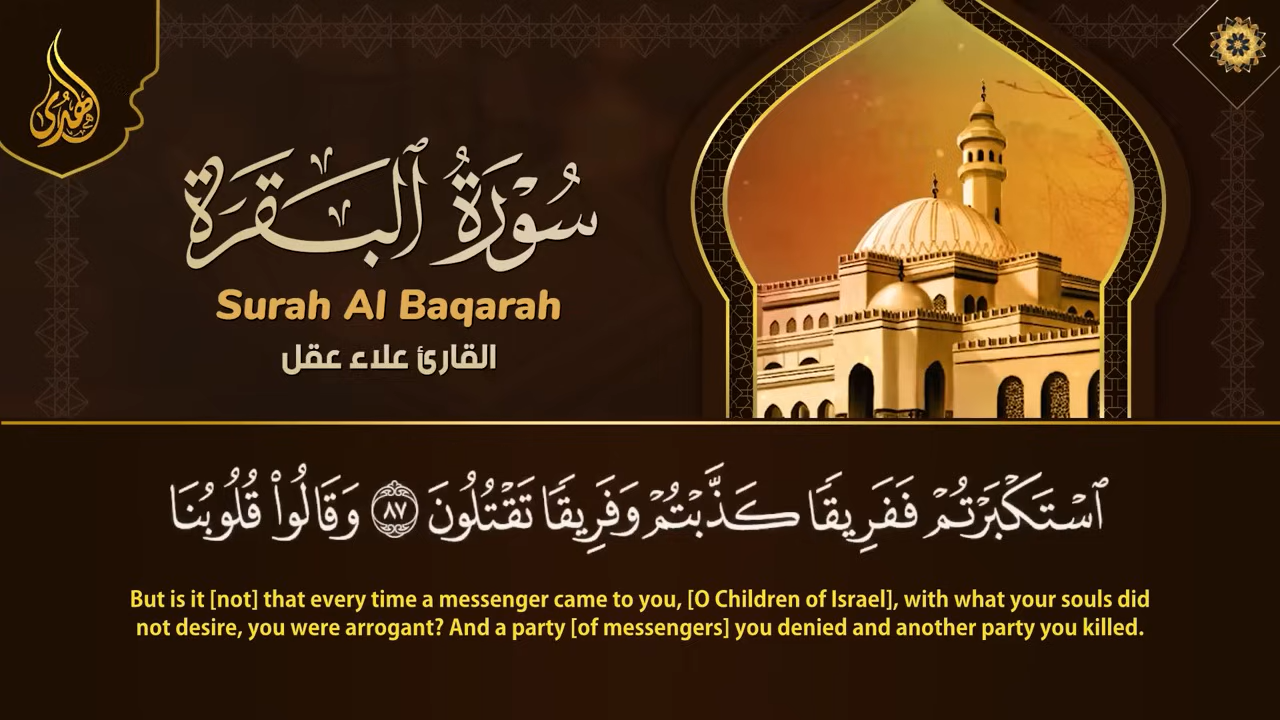 هدى
سُورَةُ ٱلْبَقَرَة
Surah Al Baqarah
القارئ علاء عقل
ٱسْتَكْبَرْتُمْ فَفَرِيقًا كَذَّبْتُمْ وَفَرِيقًا تَقْتُلُونَ ٨٧ وَقَالُوا۟ قُلُوبُنَا
But is it [not] that every time a messenger came to you, [O Children of Israel], with what your souls did
not desire, you were arrogant? And a party [of messengers] you denied and another party you killed.